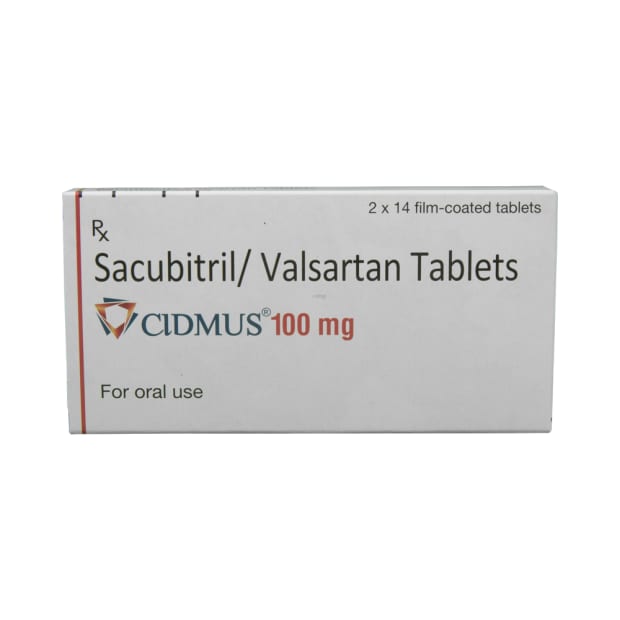 2 x 14 film-coated tablets
Rx
Sacubitril/ Valsartan Tablets
CIDMUS® 100 mg
For oral use